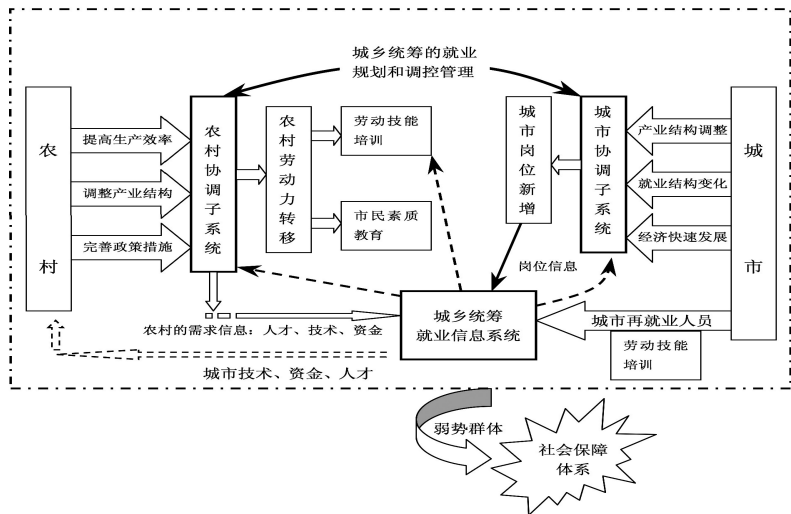 城乡统筹的就业
规划和调控管理
农村
提高生产效率
调整产业结构
完善政策措施
农村协调子系统
农村劳动力转移
劳动技能
培训
市民素质
教育
城市岗位新增
城市协调子系统
产业结构调整
就业结构变化
经济快速发展
城市
岗位信息
城乡统筹
就业信息系统
农村的需求信息：人才、技术、资金
城市再就业人员
劳动技能
培训
城市技术、资金、人才
弱势群体
社会保障
体系